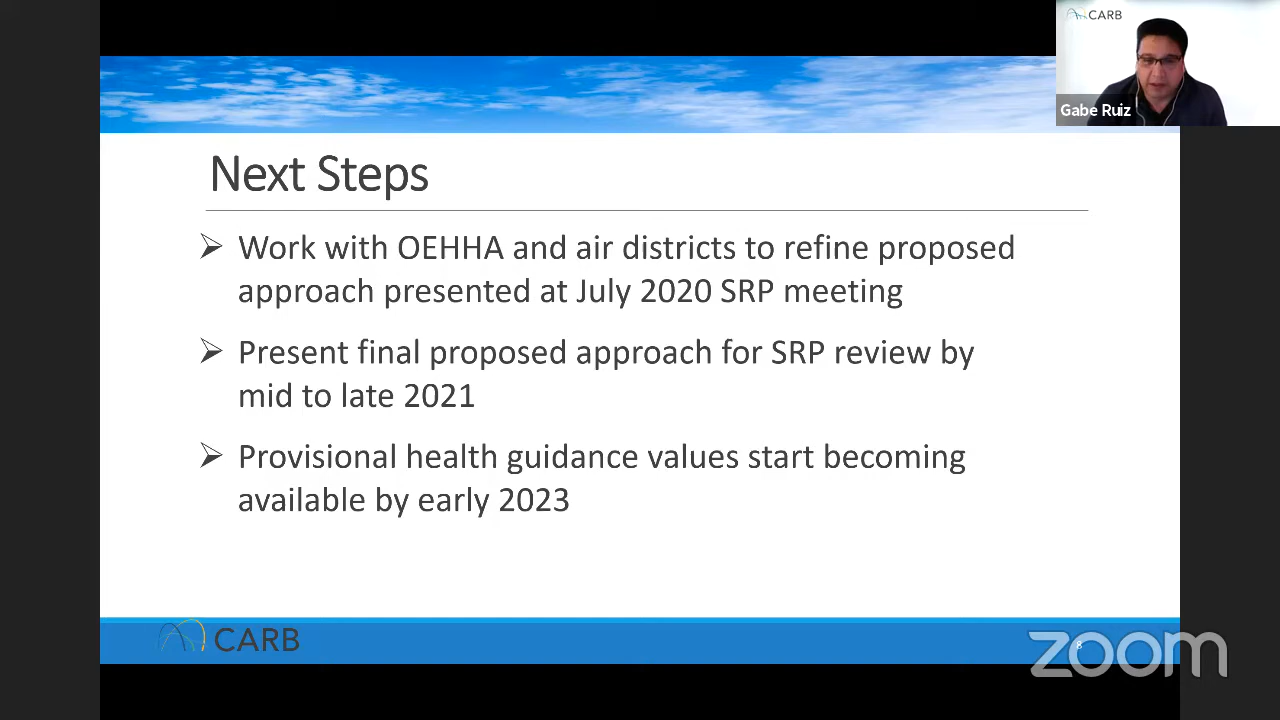 CARB
Gabe Ruiz
Next Steps
Work with OEHHA and air districts to refine proposed
approach presented at July 2020 SRP meeting
Present final proposed approach for SRP review by
mid to late 2021
Provisional health guidance values start becoming
available by early 2023
CARB
8
zoom